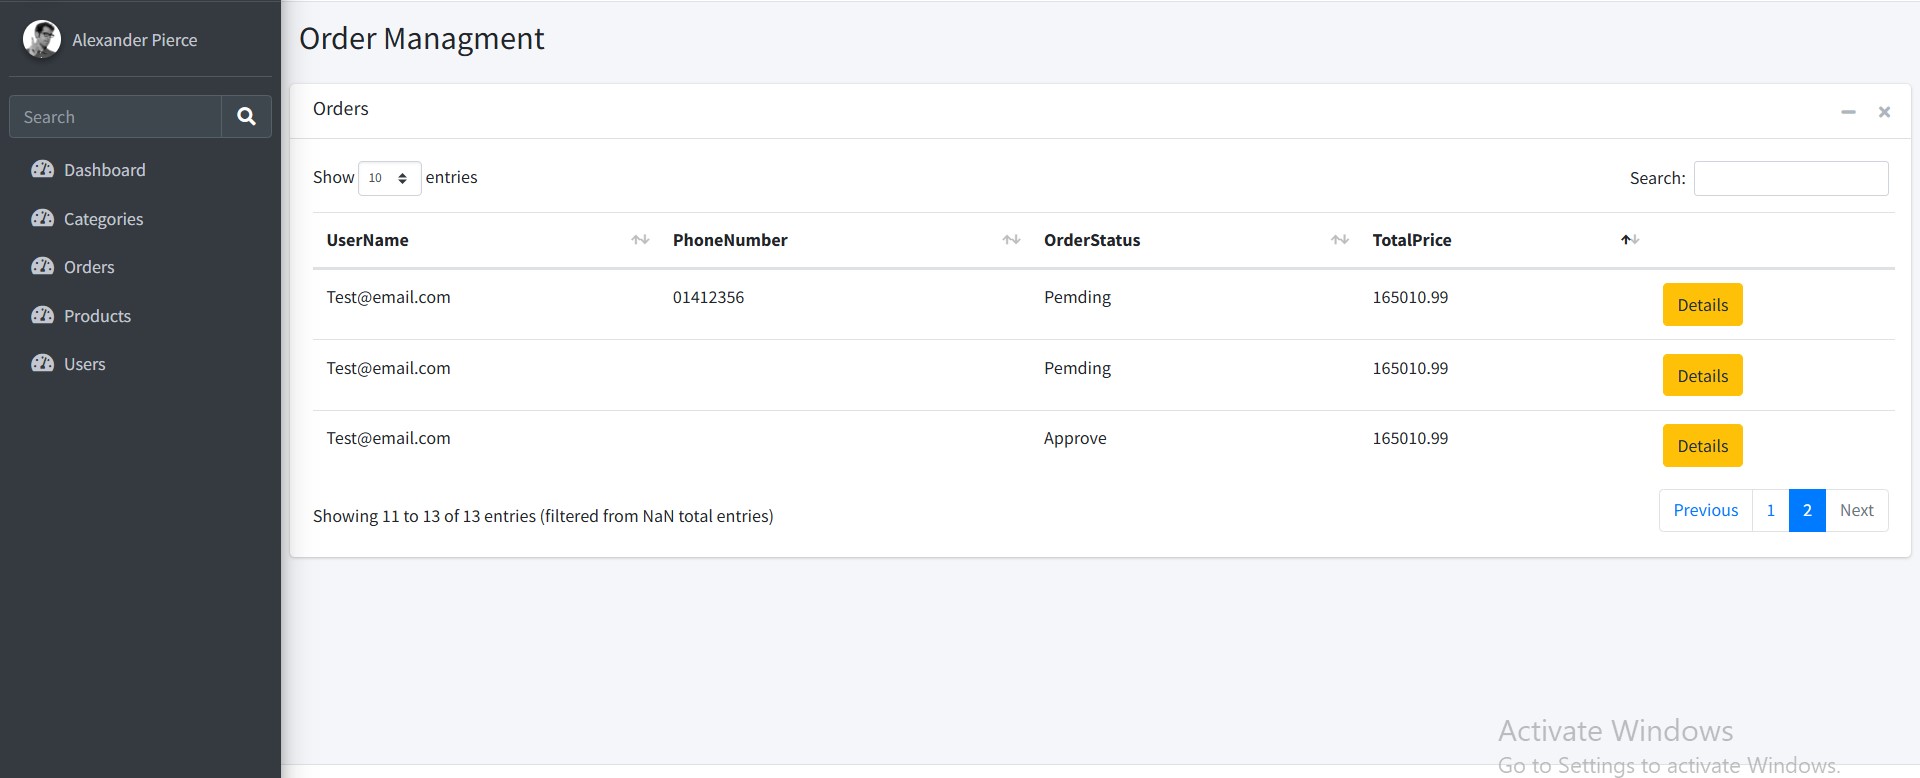 Alexander Pierce
Search
Dashboard
Categories
Orders
Products
Users
Order Managment
Orders
Show 10 entries
Search:
UserName PhoneNumber OrderStatus TotalPrice
Test@email.com 01412356 Pemding 165010.99 Details
Test@email.com Pemding 165010.99 Details
Test@email.com Approve 165010.99 Details
Showing 11 to 13 of 13 entries (filtered from NaN total entries)
Previous 1 2 Next
Activate Windows
Go to Settings to activate Windows.